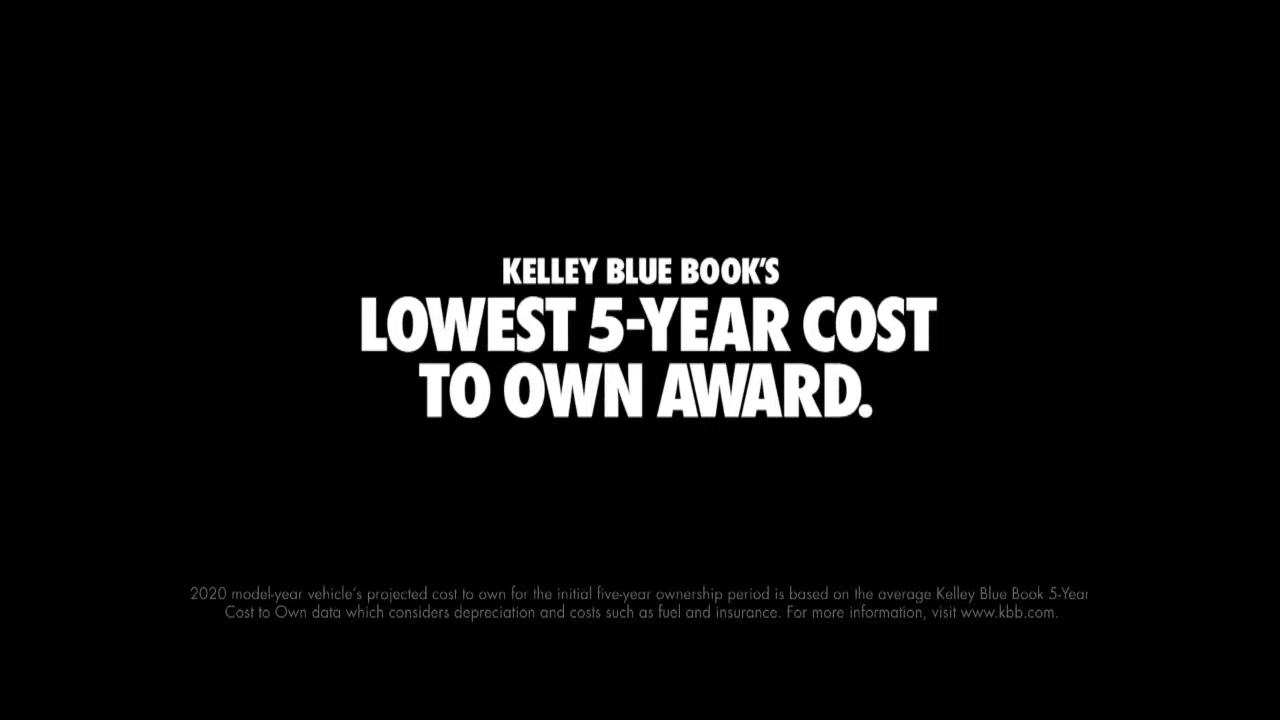 KELLEY BLUE BOOK'S
LOWEST 5-YEAR COST
TO OWN AWARD.
2020 model-year vehicle's projected cost to own for the initial five-year ownership period is based on the average Kelley Blue Book 5-Year
Cost to Own data which considers depreciation and costs such as fuel and insurance. For more information, visit www.kbb.com.